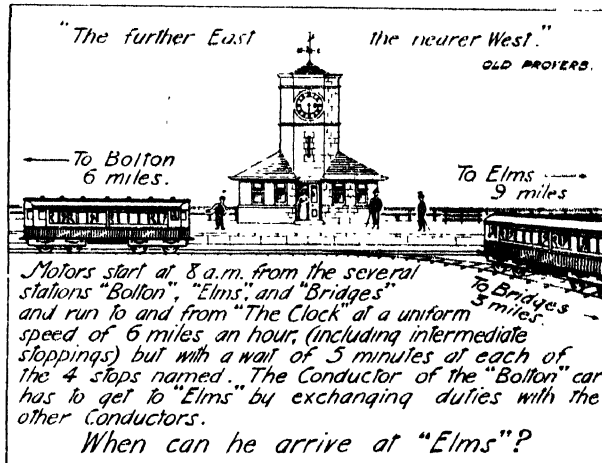 "The further East the nearer West."
OLD PROVERB.
To Bolton
6 miles.
To Elms
9 miles
To Bridges
3 miles.
Motors start at 8 a.m. from the several
stations "Bolton", "Elms", and "Bridges"
and run to and from "The Clock" at a uniform
speed of 6 miles an hour, (including intermediate
stoppings) but with a wait of 5 minutes at each of
the 4 stops named. The Conductor of the "Bolton" car
has to get to "Elms" by exchanging duties with the
other Conductors.
When can he arrive at "Elms"?